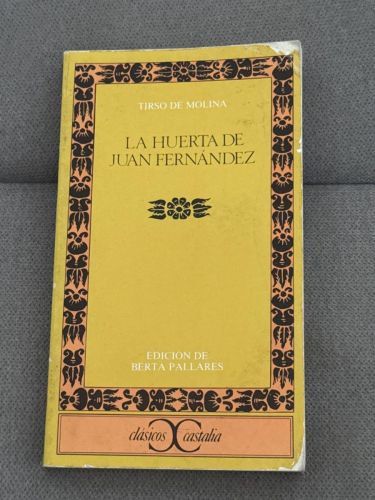 TIRSO DE MOLINA
LA HUERTA DE
JUAN FERNÁNDEZ
EDICIÓN DE
BERTA PALLARES
clásicos castalia